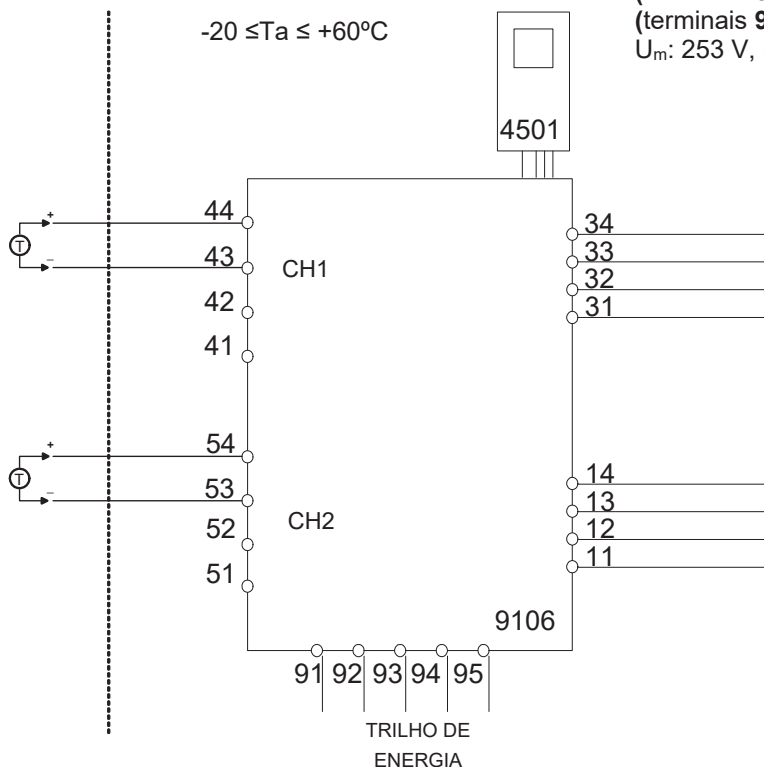 -20 ≤Ta ≤ +60ºC
(terminais 9
Uₘ: 253 V,
4501
44
+
T
43
–
CH1
42
41
34
33
32
31
54
+
T
53
–
CH2
52
51
14
13
12
11
9106
91 92 93 94 95
TRILHO DE
ENERGIA